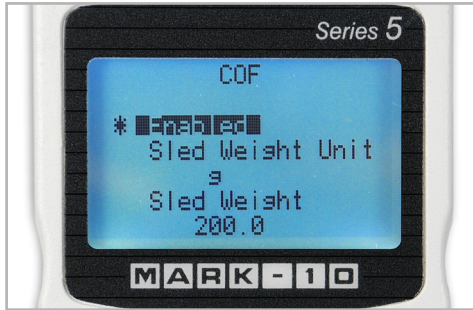 Series 5
COF
* Enabled
Sled Weight Unit
g
Sled Weight
200.0
MARK-10